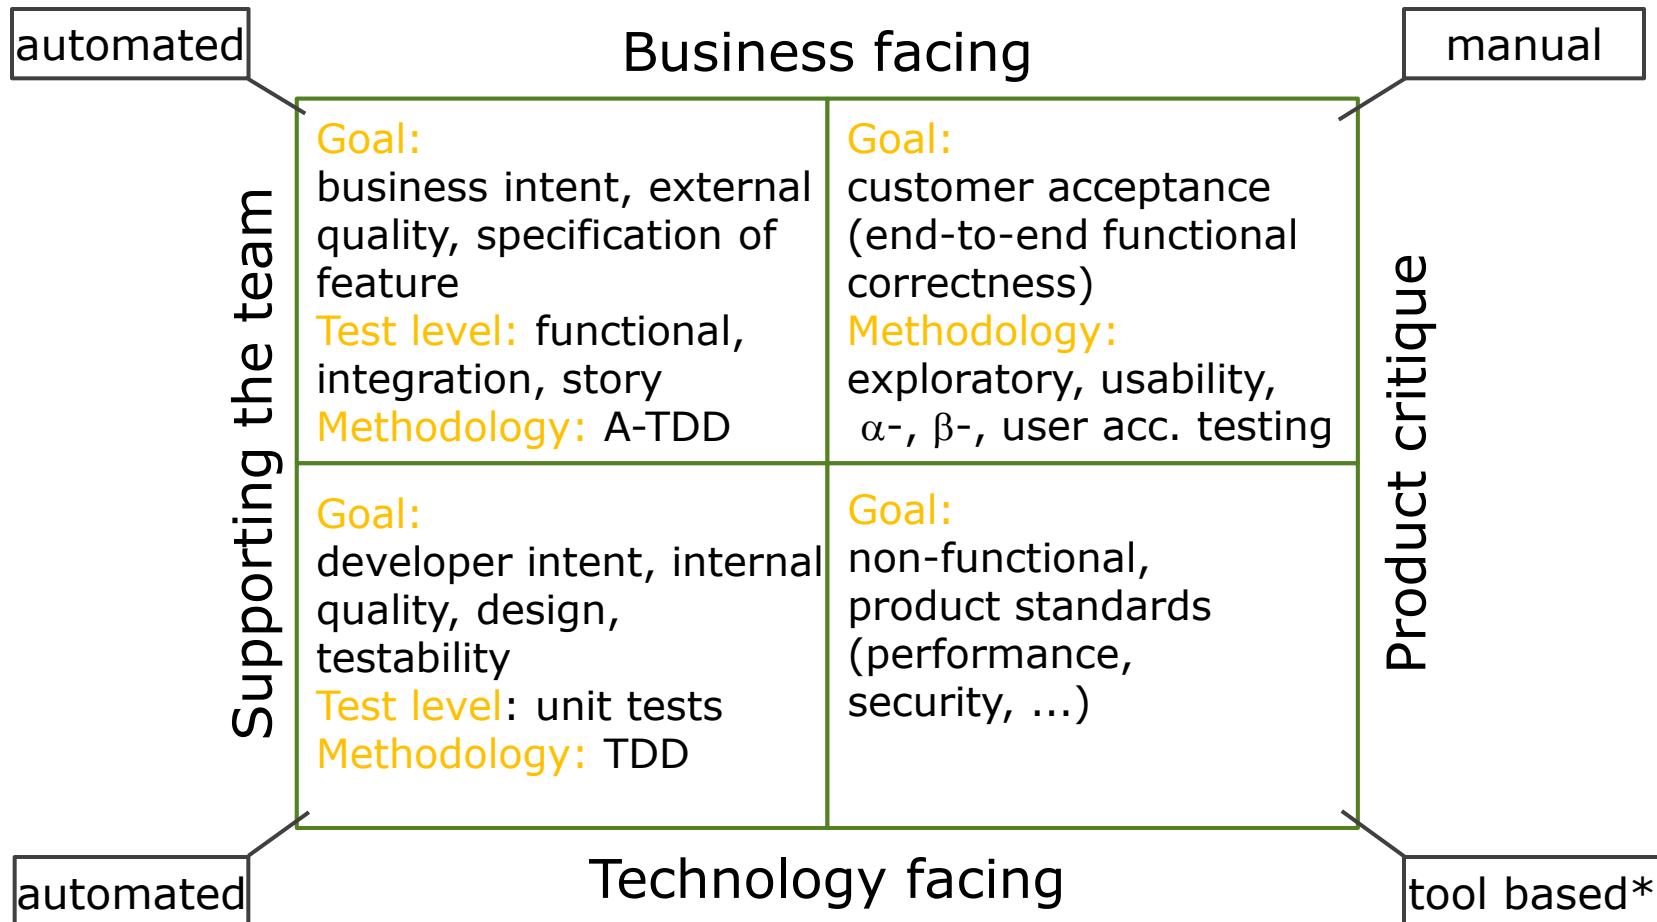 automated
Business facing
manual
Supporting the team
Goal:
business intent, external
quality, specification of
feature
Test level: functional,
integration, story
Methodology: A-TDD
Goal:
customer acceptance
(end-to-end functional
correctness)
Methodology:
exploratory, usability,
α-, β-, user acc. testing
Product critique
Goal:
developer intent, internal
quality, design,
testability
Test level: unit tests
Methodology: TDD
Goal:
non-functional,
product standards
(performance,
security, ...)
automated
Technology facing
tool based*